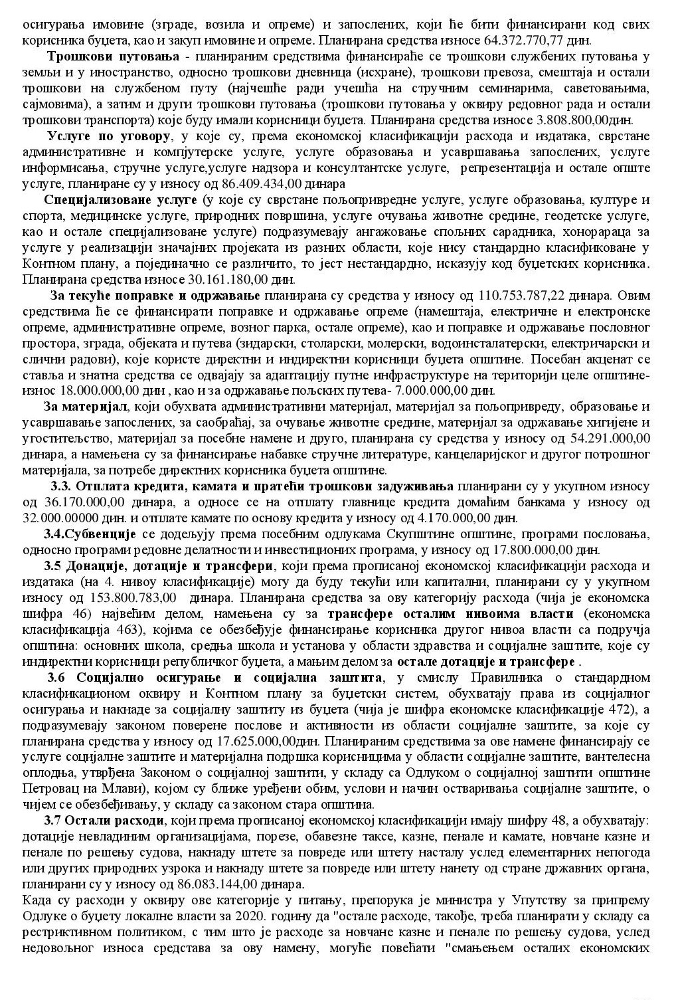 осигурања имовине (зграде, возила и опреме) и запослених, који ће бити финансирани код свих
корисника буџета, као и закуп имовине и опреме. Планирана средства износе 64.372.770,77 дин.
Трошкови путовања - планираним средствима финансираће се трошкови службених путовања у
земљи и у иностранство, односно трошкови дневница (исхране), трошкови превоза, смештаја и остали
трошкови на службеном путу (најчешће ради учешћа на стручним семинарима, саветовањима,
сајмовима), а затим и други трошкови путовања (трошкови путовања у оквиру редовног рада и остали
трошкови транспорта) које буду имали корисници буџета. Планирана средства износе 3.808.800,00дин.
Услуге по уговору, у које су, према економској класификацији расхода и издатака, сврстане
административне и компјутерске услуге, услуге образовања и усавршавања запослених, услуге
информисања, стручне услуге,услуге надзора и консултантске услуге, репрезентација и остале опште
услуге, планиране су у износу од 86.409.434,00 динара
Специјализоване услуге (у које су сврстане пољопривредне услуге, услуге образовања, културе и
спорта, медицинске услуге, природних површина, услуге очувања животне средине, геодетске услуге,
као и остале специјализоване услуге) подразумевају ангажовање спољних сарадника, хонорараца за
услуге у реализацији значајних пројеката из разних области, које нису стандардно класификоване у
Контном плану, а појединачно се различито, то јест нестандардно, исказују код буџетских корисника.
Планирана средства износе 30.161.180,00 дин.
За текуће поправке и одржавање планирана су средства у износу од 110.753.787,22 динара. Овим
средствима ће се финансирати поправке и одржавање опреме (намештаја, електричне и електронске
опреме, административне опреме, возног парка, остале опреме), као и поправке и одржавање пословног
простора, зграда, објеката и путева (зидарски, столарски, молерски, водоинсталатерски, електричарски и
слични радови), које користе директни и индиректни корисници буџета општине. Посебан акценат се
ставља и знатна средства се одвајају за адаптацију путне инфраструктуре на територији целе општине-
износ 18.000.000,00 дин , као и за одржавање пољских путева- 7.000.000,00 дин.
За материјал, који обухвата административни материјал, материјал за пољопривреду, образовање и
усавршавање запослених, за саобраћај, за очување животне средине, материјал за одржавање хигијене и
угоститељство, материјал за посебне намене и друго, планирана су средства у износу од 54.291.000,00
динара, а намењена су за финансирање набавке стручне литературе, канцеларијског и другог потрошног
материјала, за потребе директних корисника буџета општине.
3.3. Отплата кредита, камата и пратећи трошкови задуживања планирани су у укупном износу
од 36.170.000,00 динара, а односе се на отплату главнице кредита домаћим банкама у износу од
32.000.00000 дин. и отплате камате по основу кредита у износу од 4.170.000,00 дин.
3.4.Субвенције се додељују према посебним одлукама Скупштине општине, програми пословања,
односно програми редовне делатности и инвестиционих програма, у износу од 17.800.000,00 дин.
3.5 Донације, дотације и трансфери, који према прописаној економској класификацији расхода и
издатака (на 4. нивоу класификације) могу да буду текући или капитални, планирани су у укупном
износу од 153.800.783,00 динара. Планирана средства за ову категорију расхода (чија је економска
шифра 46) највећим делом, намењена су за трансфере осталим нивоима власти (економска
класификација 463), којима се обезбеђује финансирање корисника другог нивоа власти са подручја
општина: основних школа, средња школа и установа у области здравства и социјалне заштите, које су
индиректни корисници републичког буџета, а мањим делом за остале дотације и трансфере .
3.6 Социјално осигурање и социјална заштита, у смислу Правилника о стандардном
класификационом оквиру и Контном плану за буџетски систем, обухватају права из социјалног
осигурања и накнаде за социјалну заштиту из буџета (чија је шифра економске класификације 472), а
подразумевају законом поверене послове и активности из области социјалне заштите, за које су
планирана средства у износу од 17.625.000,00дин. Планираним средствима за ове намене финансирају се
услуге социјалне заштите и материјална подршка корисницима у области социјалне заштите, вантелесна
оплодња, утврђена Законом о социјалној заштити, у складу са Одлуком о социјалној заштити општине
Петровац на Млави), којом су ближе уређени обим, услови и начин остваривања социјалне заштите, о
чијем се обезбеђивању, у складу са законом стара општина.
3.7 Остали расходи, који према прописаној економској класификацији имају шифру 48, а обухватају:
дотације невладиним организацијама, порезе, обавезне таксе, казне, пенале и камате, новчане казне и
пенале по решењу судова, накнаду штете за повреде или штету насталу услед елементарних непогода
или других природних узрока и накнаду штете за повреде или штету нанету од стране државних органа,
планирани су у износу од 86.083.144,00 динара.
Када су расходи у оквиру ове категорије у питању, препорука је министра у Упутству за припрему
Одлуке о буџету локалне власти за 2020. годину да "остале расходе, такође, треба планирати у складу са
рестриктивном политиком, с тим што је расходе за новчане казне и пенале по решењу судова, услед
недовољног износа средстава за ову намену, могуће повећати "смањењем осталих економских